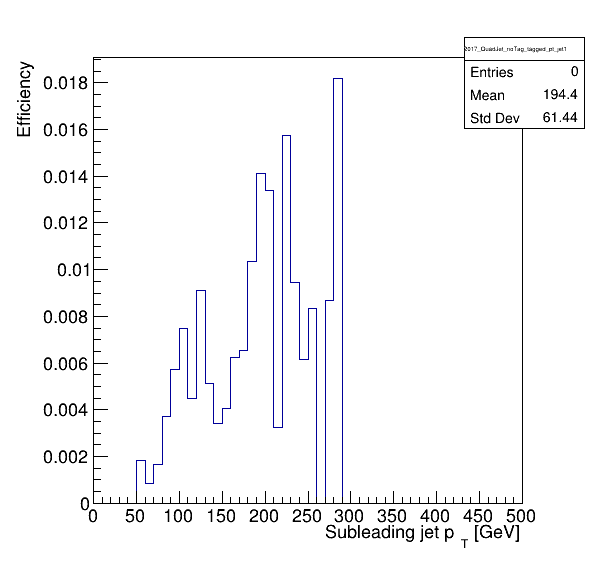 2017_QuadJet_noTag_tagged_pt_jet1
Entries 0
Mean 194.4
Std Dev 61.44
Efficiency
0.018
0.016
0.014
0.012
0.01
0.008
0.006
0.004
0.002
0
0 50 100 150 200 250 300 350 400 450 500
Subleading jet p T [GeV]